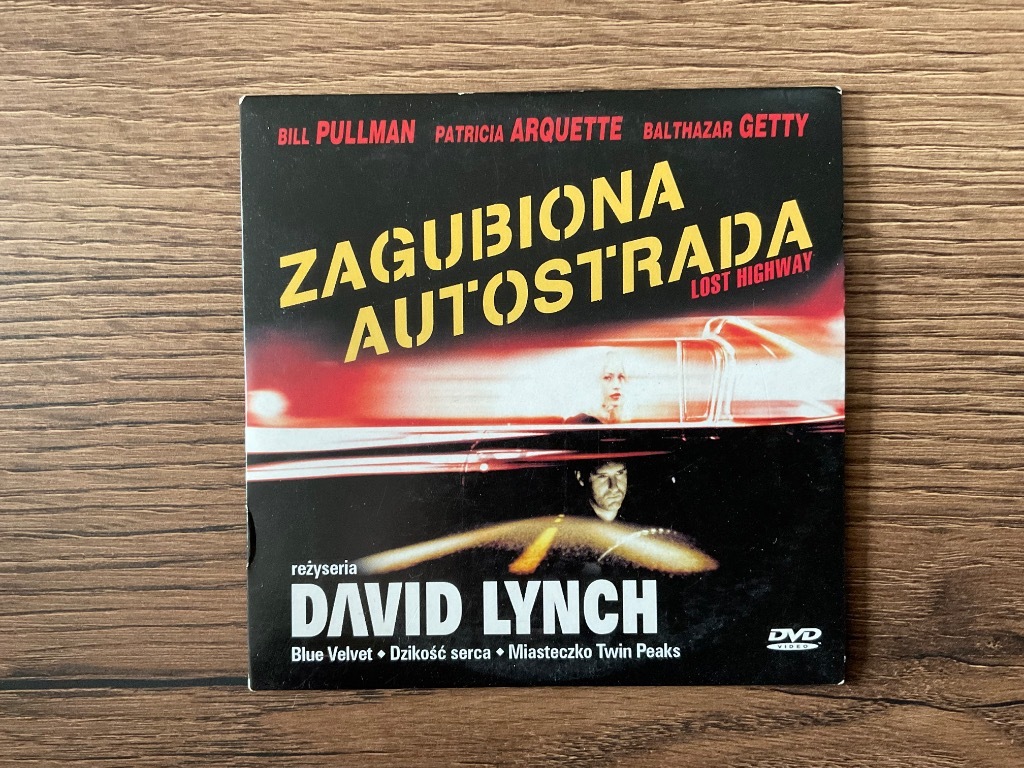 BILL PULLMAN PATRICIA ARQUETTE BALTHAZAR GETTY
ZAGUBIONA
AUTOSTRADA
LOST HIGHWAY
reżyseria
DAVID LYNCH
Blue Velvet ◆ Dzikość serca ◆ Miasteczko Twin Peaks
DVD
VIDEO